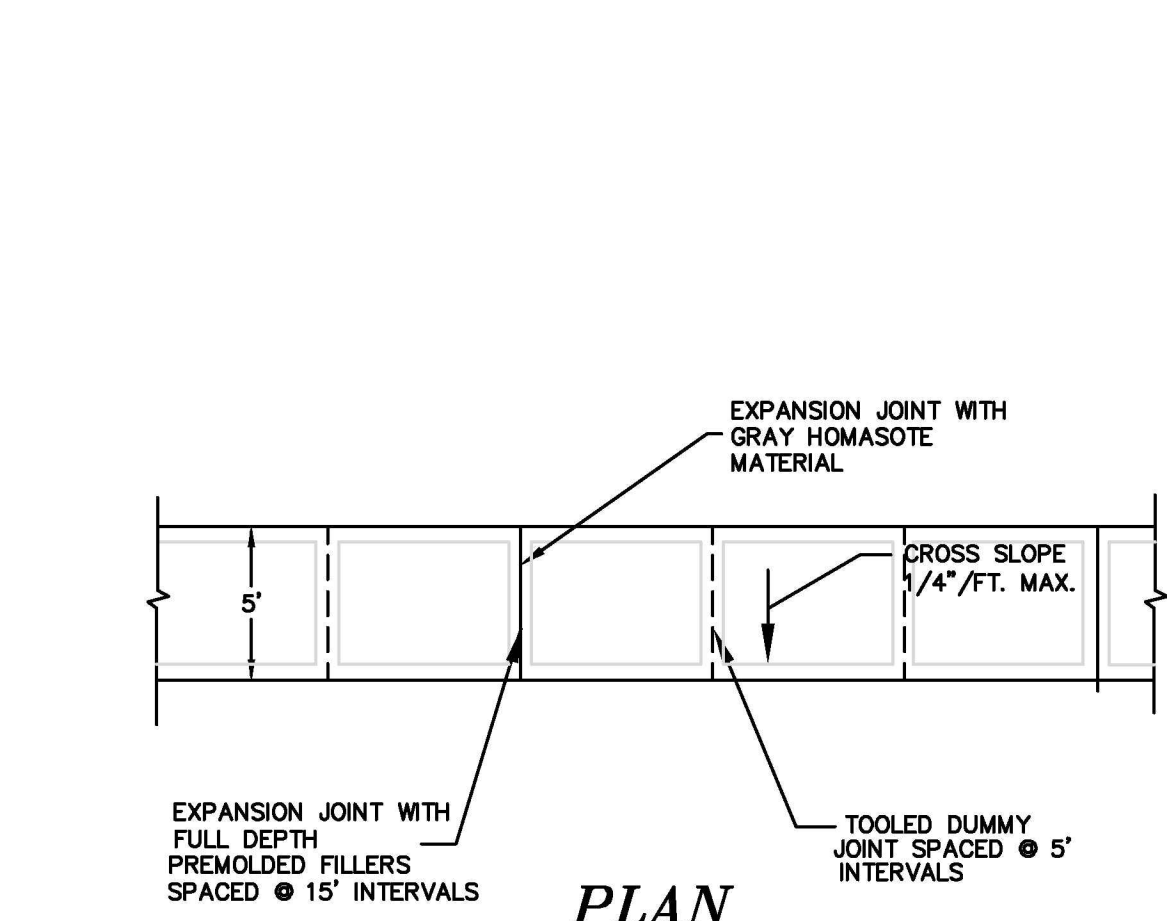 EXPANSION JOINT WITH
GRAY HOMASOTE
MATERIAL
CROSS SLOPE
1/4"/FT. MAX.
5'
EXPANSION JOINT WITH
FULL DEPTH
PREMOLDED FILLERS
SPACED @ 15' INTERVALS
TOOLED DUMMY
JOINT SPACED @ 5'
INTERVALS
PLAN